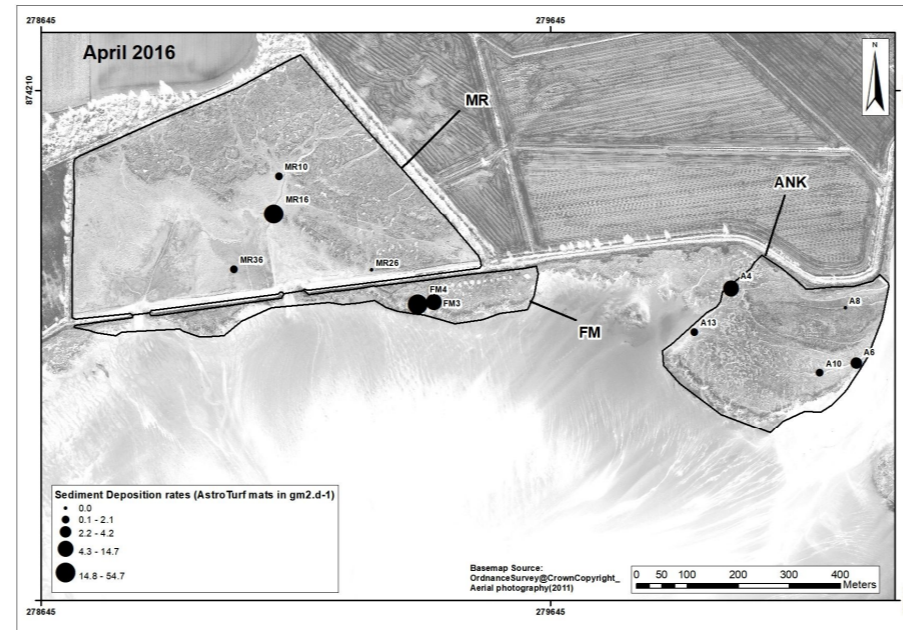 278645
279645
April 2016
N
874210
MR
MR10
ANK
MR16
MR36
MR26
A4
FM4
FM3
A8
A13
FM
A6
A10
Sediment Deposition rates (AstroTurf mats in gm2.d-1)
0.0
0.1 - 2.1
2.2 - 4.2
4.3 - 14.7
14.8 - 54.7
Basemap Source:
OrdnanceSurvey@CrownCopyright_
Aerial photography(2011)
0 50 100 200 300 400
Meters
278645
279645